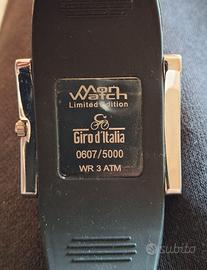 Mon
Watch
Limited Edition
Giro d'Italia
0607/5000
WR 3 ATM
subito